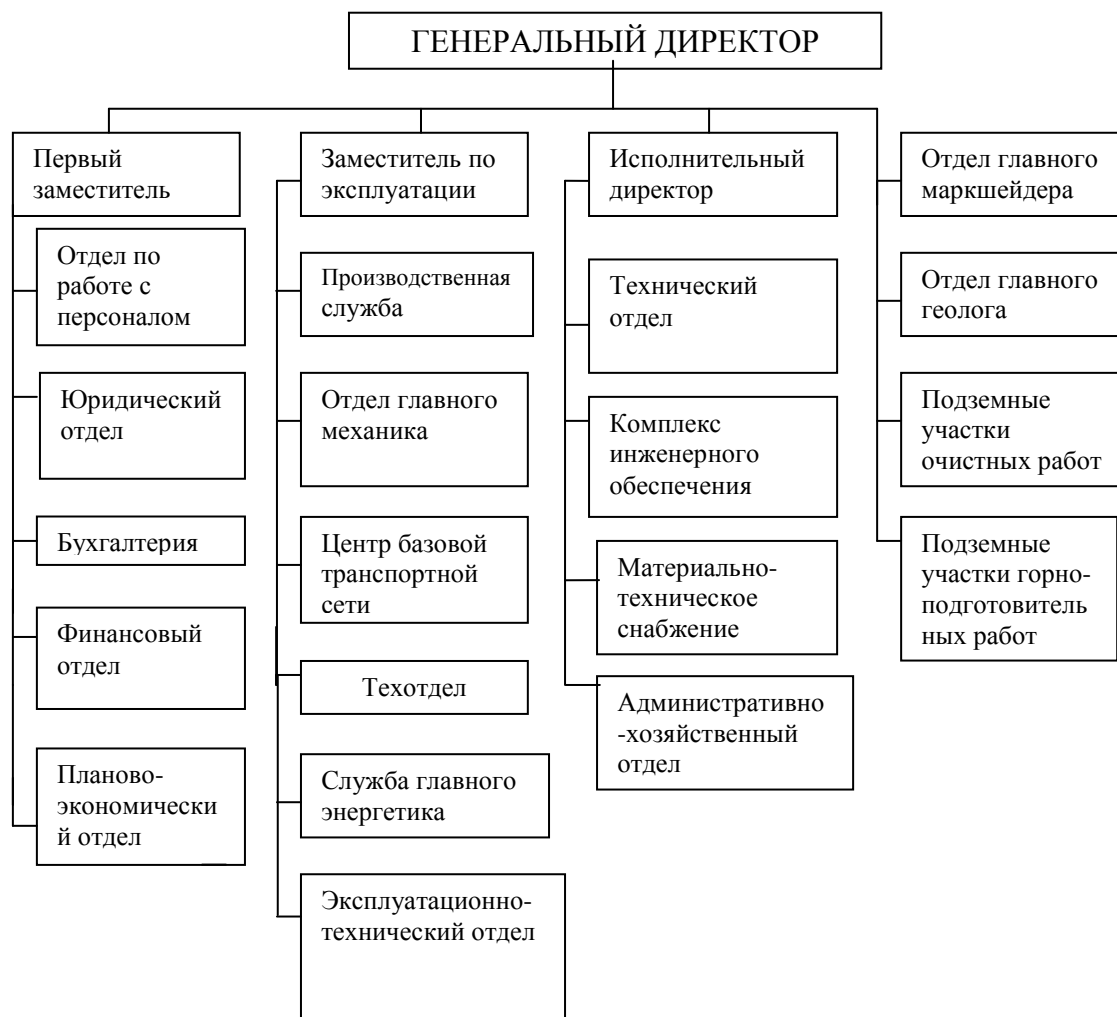 ГЕНЕРАЛЬНЫЙ ДИРЕКТОР
Первый
заместитель
Отдел по
работе с
персоналом
Юридический
отдел
Бухгалтерия
Финансовый
отдел
Планово-
экономически
й отдел
Заместитель по
эксплуатации
Производственная
служба
Отдел главного
механика
Центр базовой
транспортной
сети
Техотдел
Служба главного
энергетика
Эксплуатационно-
технический отдел
Исполнительный
директор
Технический
отдел
Комплекс
инженерного
обеспечения
Материально-
техническое
снабжение
Административно
-хозяйственный
отдел
Отдел главного
маркшейдера
Отдел главного
геолога
Подземные
участки
очистных работ
Подземные
участки горно-
подготовитель
ных работ